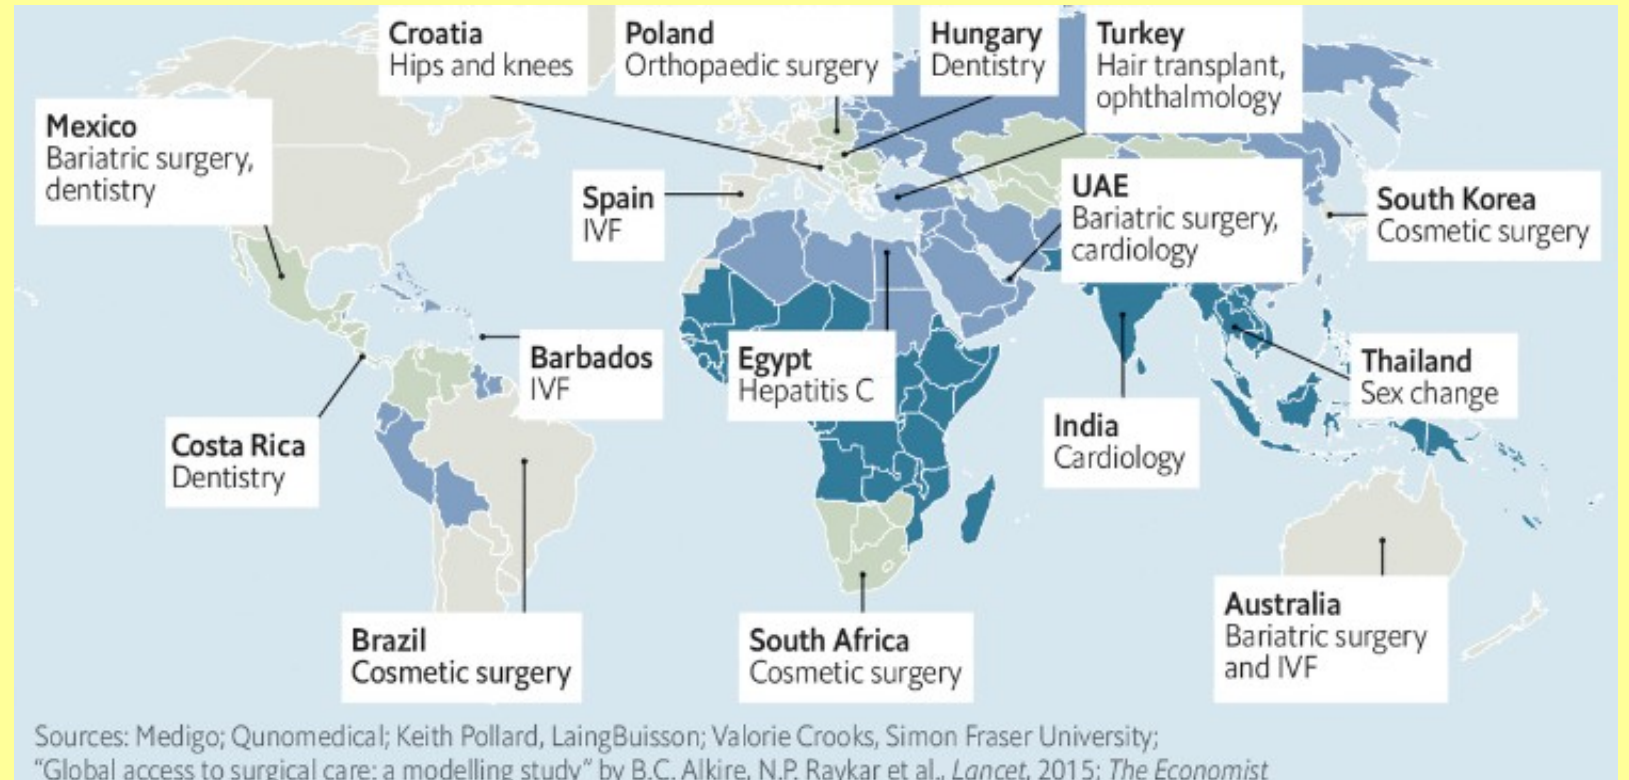 Croatia
Hips and knees
Poland
Orthopaedic surgery
Hungary
Dentistry
Turkey
Hair transplant,
ophthalmology
Mexico
Bariatric surgery,
dentistry
Spain
IVF
UAE
Bariatric surgery,
cardiology
South Korea
Cosmetic surgery
Barbados
IVF
Egypt
Hepatitis C
Thailand
Sex change
Costa Rica
Dentistry
India
Cardiology
Brazil
Cosmetic surgery
South Africa
Cosmetic surgery
Australia
Bariatric surgery
and IVF
Sources: Medigo; Qunomedical; Keith Pollard, LaingBuisson; Valorie Crooks, Simon Fraser University;
“Global access to surgical care: a modelling study” by B.C. Alkire, N.P. Raykar et al., Lancet, 2015; The Economist